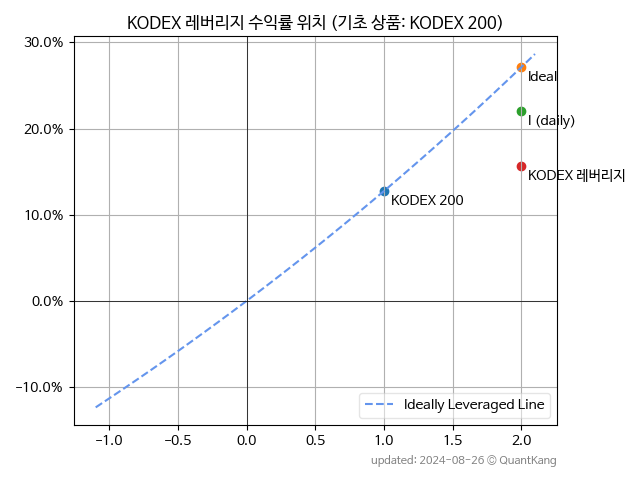 KODEX 레버리지 수익률 위치 (기초 상품: KODEX 200)
30.0%
20.0%
10.0%
0.0%
−10.0%
Ideal
I (daily)
KODEX 레버리지
KODEX 200
Ideally Leveraged Line
−1.0 −0.5 0.0 0.5 1.0 1.5 2.0
updated: 2024-08-26 © QuantKang